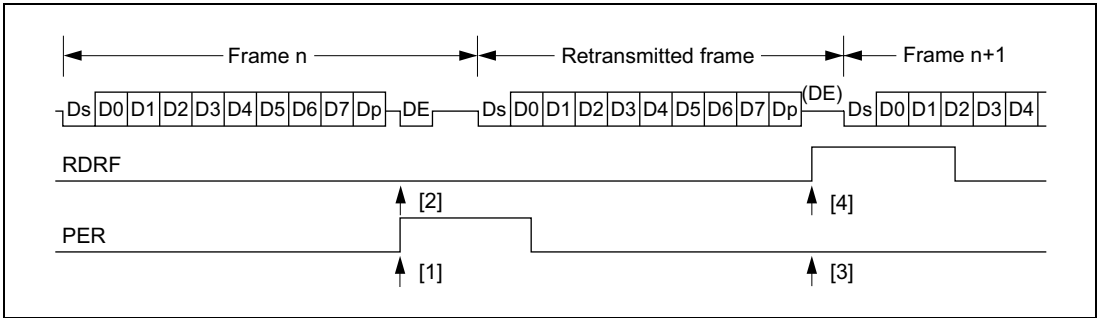 Frame n Retransmitted frame Frame n+1
Ds D0 D1 D2 D3 D4 D5 D6 D7 Dp DE Ds D0 D1 D2 D3 D4 D5 D6 D7 Dp (DE) Ds D0 D1 D2 D3 D4
RDRF
[2] [4]
PER
[1] [3]